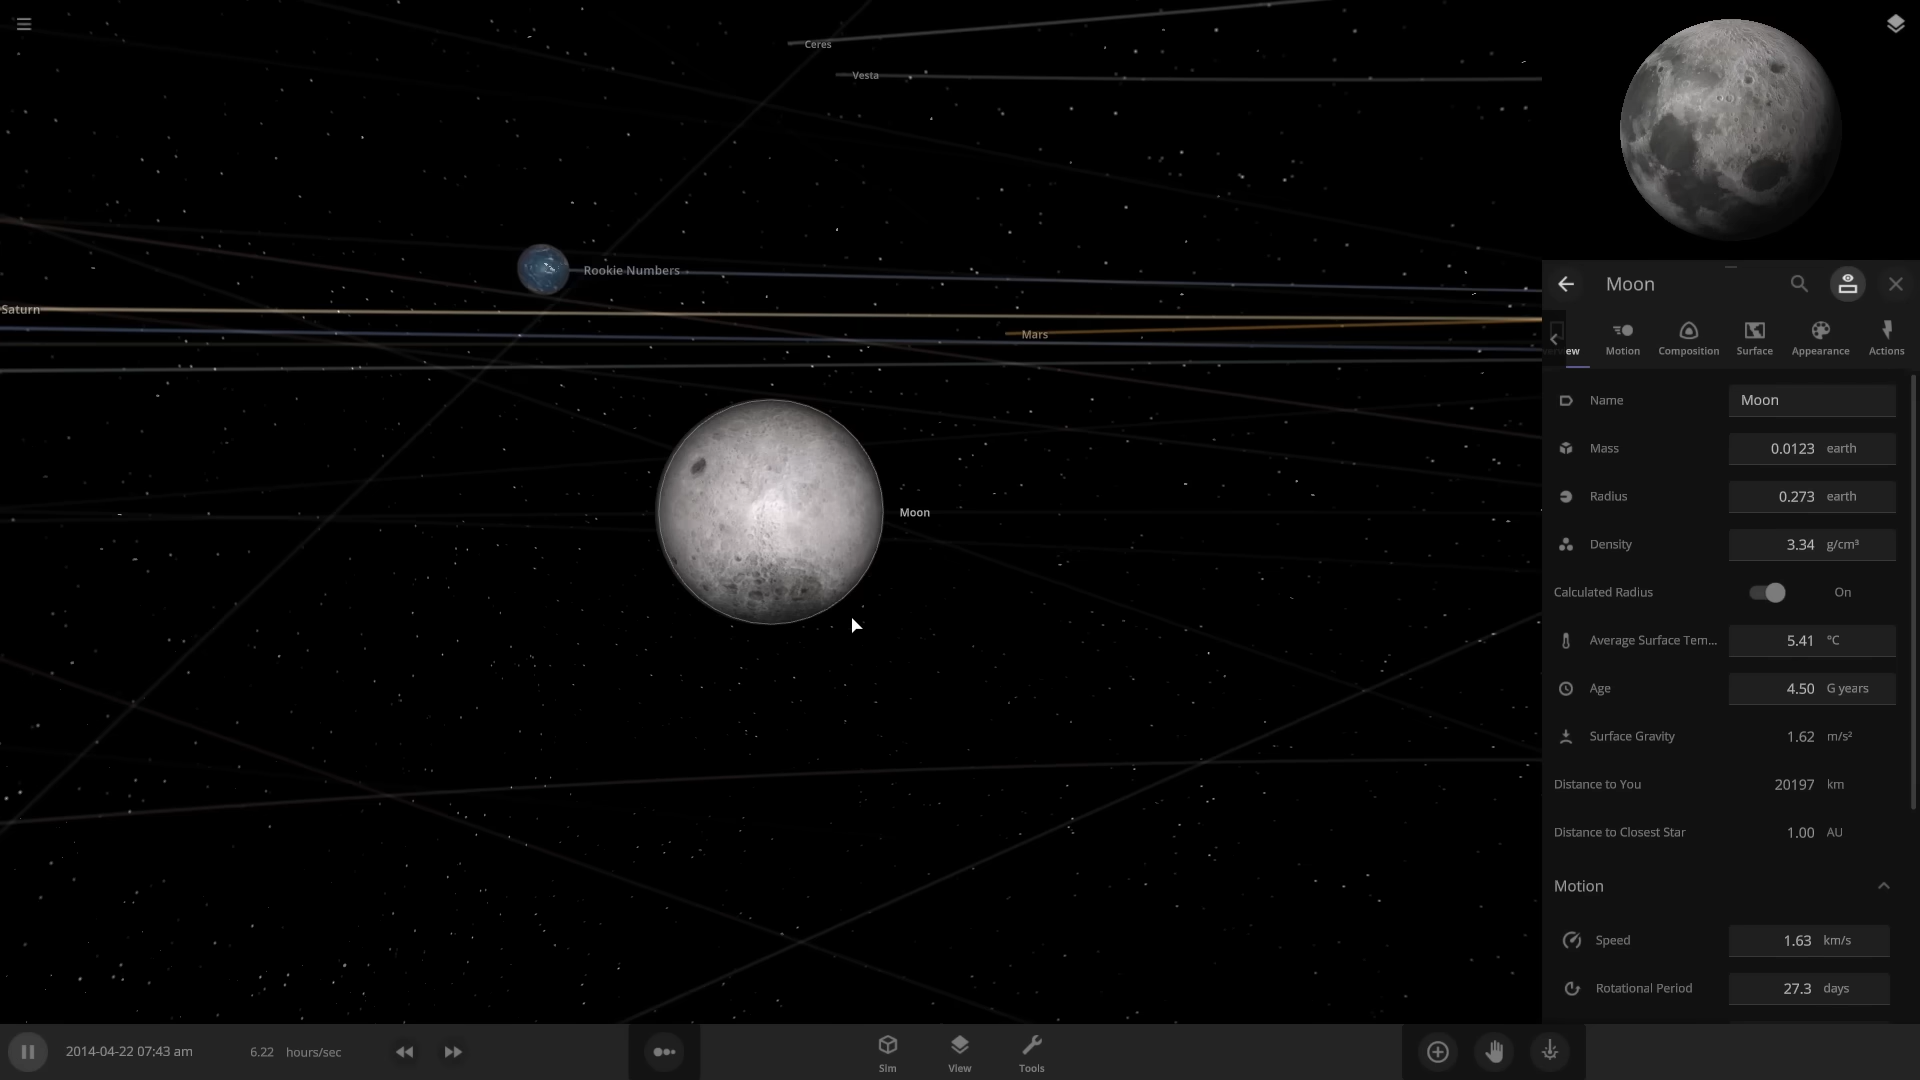 Ceres
Vesta
Rookie Numbers
Saturn
Mars
Moon
Moon
ew
Motion
Composition
Surface
Appearance
Actions
Name Moon
Mass 0.0123 earth
Radius 0.273 earth
Density 3.34 g/cm³
Calculated Radius On
Average Surface Tem... 5.41 °C
Age 4.50 G years
Surface Gravity 1.62 m/s²
Distance to You 20197 km
Distance to Closest Star 1.00 AU
Motion
Speed 1.63 km/s
Rotational Period 27.3 days
2014-04-22 07:43 am
6.22 hours/sec
Sim
View
Tools